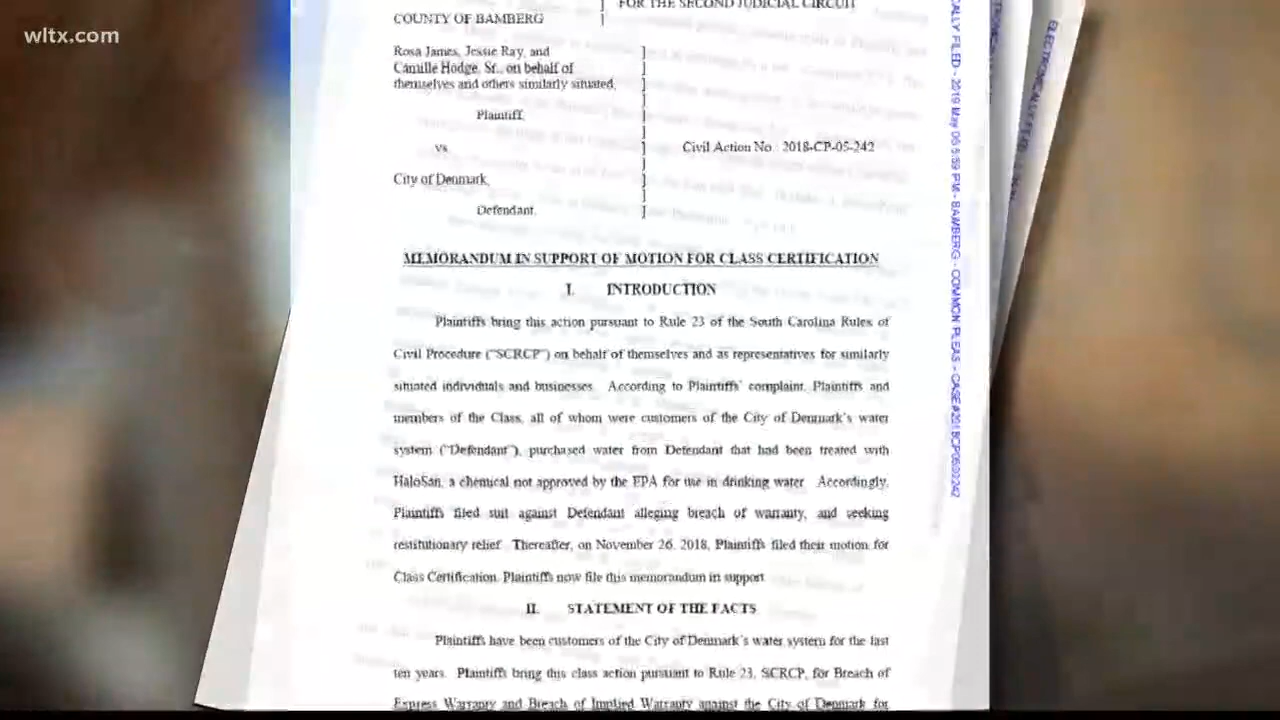 wltx.com
FOR THE SECOND JUDICIAL CIRCUIT
COUNTY OF BAMBERG ]
Rosa James, Jessie Ray, and ]
Camille Hodge, Sr., on behalf of ]
themselves and others similarly situated, ]
]
Plaintiff, ]
]
vs. ] Civil Action No.: 2018-CP-05-242
]
City of Denmark, ]
]
Defendant. ]
MEMORANDUM IN SUPPORT OF MOTION FOR CLASS CERTIFICATION
I. INTRODUCTION
Plaintiffs bring this action pursuant to Rule 23 of the South Carolina Rules of
Civil Procedure ("SCRCP") on behalf of themselves and as representatives for similarly
situated individuals and businesses. According to Plaintiffs' complaint, Plaintiffs and
members of the Class, all of whom were customers of the City of Denmark's water
system ("Defendant"), purchased water from Defendant that had been treated with
HaloSan, a chemical not approved by the EPA for use in drinking water. Accordingly,
Plaintiffs filed suit against Defendant alleging breach of warranty, and seeking
restitutionary relief. Thereafter, on November 26, 2018, Plaintiffs filed their motion for
Class Certification. Plaintiffs now file this memorandum in support.
II. STATEMENT OF THE FACTS
Plaintiffs have been customers of the City of Denmark's water system for the last
ten years. Plaintiffs bring this class action pursuant to Rule 23, SCRCP, for Breach of
Express Warranty and Breach of Implied Warranty against the City of Denmark for
CALLY FILED - 2019 May 06 5:59 PM - BAMBERG - COMMON PLEAS - CASE#2018CP0500242
ELECTRONICALLY FILED